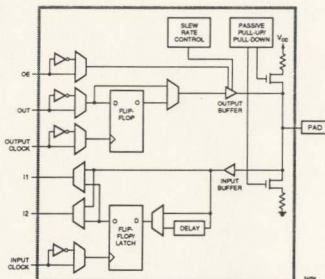 SLEW
RATE
CONTROL
PASSIVE
PULL-UP/
PULL-DOWN
VCC
OE
OUT
D
Q
FLIP-
FLOP
OUTPUT
BUFFER
PAD
OUTPUT
CLOCK
I1
INPUT
BUFFER
I2
Q
D
FLIP-
FLOP/
LATCH
DELAY
INPUT
CLOCK